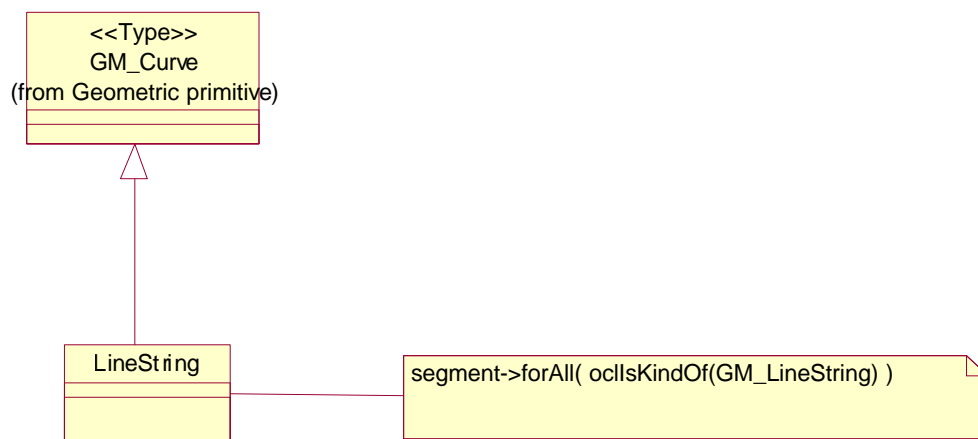 <<Type>>
GM_Curve
(from Geometric primitive)
LineString
segment->forAll( oclIsKindOf(GM_LineString) )